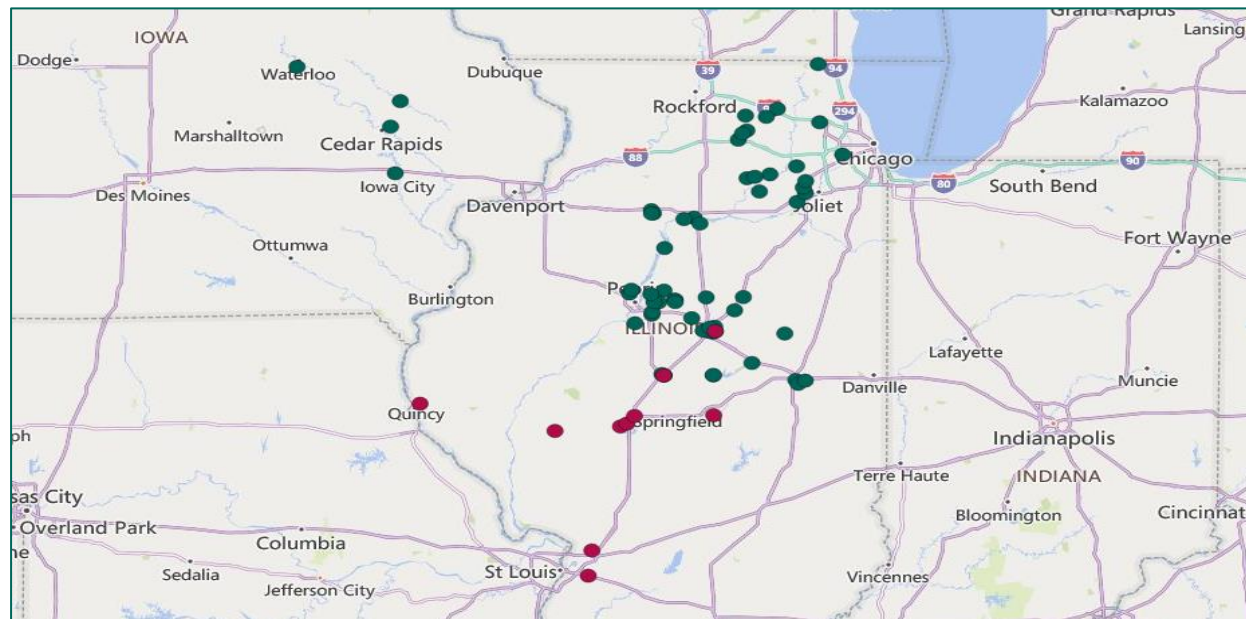 Grand Rapids
Lansing
IOWA
Dodge
Waterloo
Dubuque
39
94
Rockford
Kalamazoo
294
Marshalltown
Cedar Rapids
88
Chicago
90
80
Iowa City
South Bend
Des Moines
Davenport
Joliet
Ottumwa
Fort Wayne
Burlington
ILLINOI
Lafayette
Muncie
Danville
Quincy
Springfield
Indianapolis
INDIANA
Terre Haute
sas City
Overland Park
Columbia
Bloomington
Cincinnat
St Louis
Sedalia
Jefferson City
Vincennes